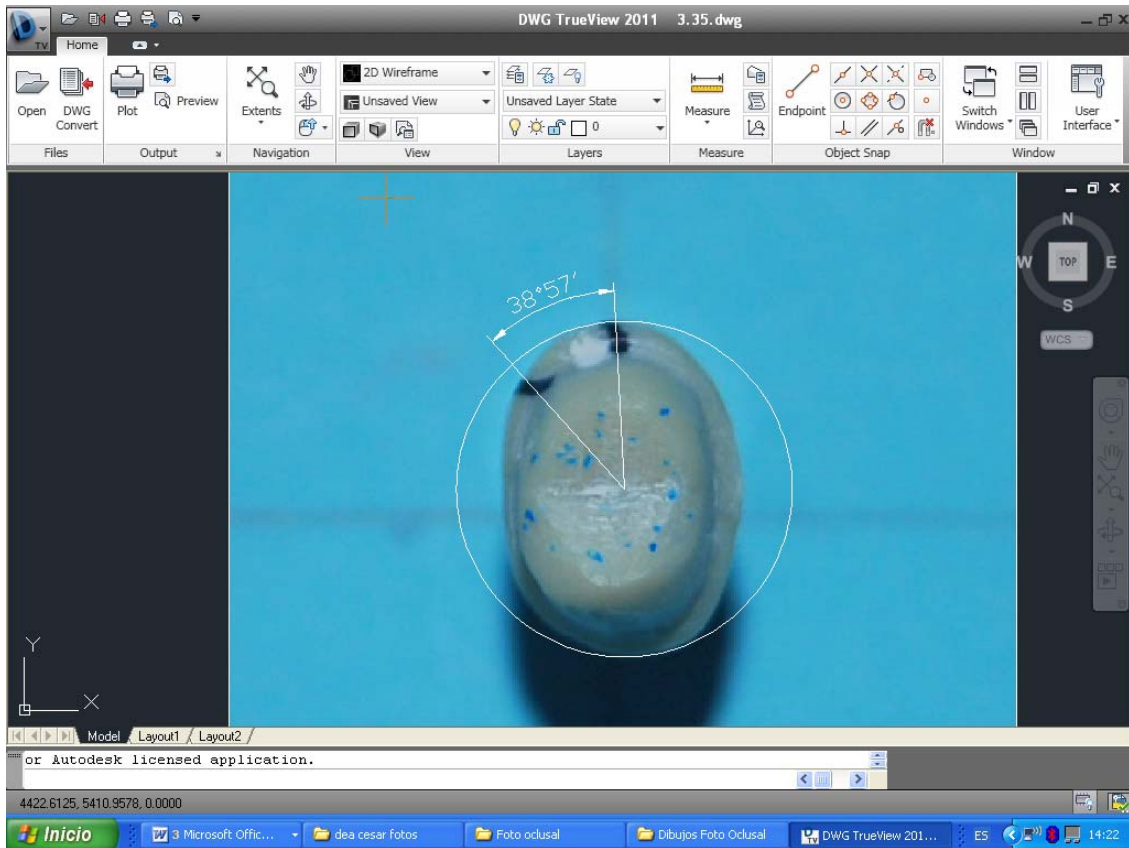 DWG TrueView 2011 3.35.dwg
TV
Home
Open
DWG Convert
Plot
Preview
Extents
2D Wireframe
Unsaved View
Unsaved Layer State
0
Measure
Endpoint
Switch Windows
User Interface
Files
Output
Navigation
View
Layers
Measure
Object Snap
Window
N
W
TOP
E
S
WCS
38°57'
Y
X
Model
Layout1
Layout2
or Autodesk licensed application.
4422.6125, 5410.9578, 0.0000
Inicio
3 Microsoft Offic...
dea cesar fotos
Foto oclusal
Dibujos Foto Oclusal
DWG TrueView 201...
ES
14:22